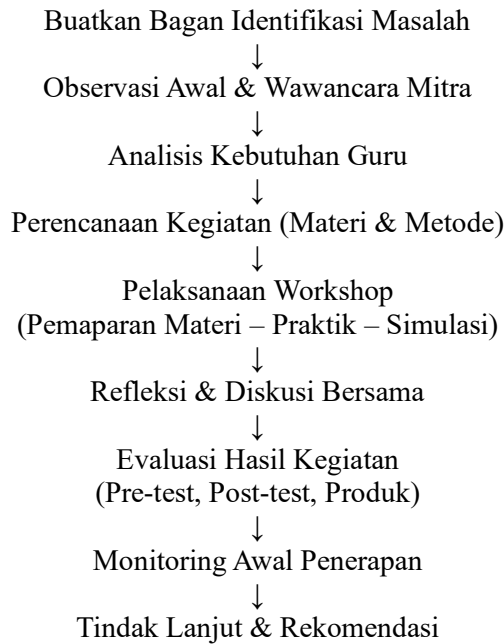 Buatkan Bagan Identifikasi Masalah
↓
Observasi Awal & Wawancara Mitra
↓
Analisis Kebutuhan Guru
↓
Perencanaan Kegiatan (Materi & Metode)
↓
Pelaksanaan Workshop
(Pemaparan Materi – Praktik – Simulasi)
↓
Refleksi & Diskusi Bersama
↓
Evaluasi Hasil Kegiatan
(Pre-test, Post-test, Produk)
↓
Monitoring Awal Penerapan
↓
Tindak Lanjut & Rekomendasi